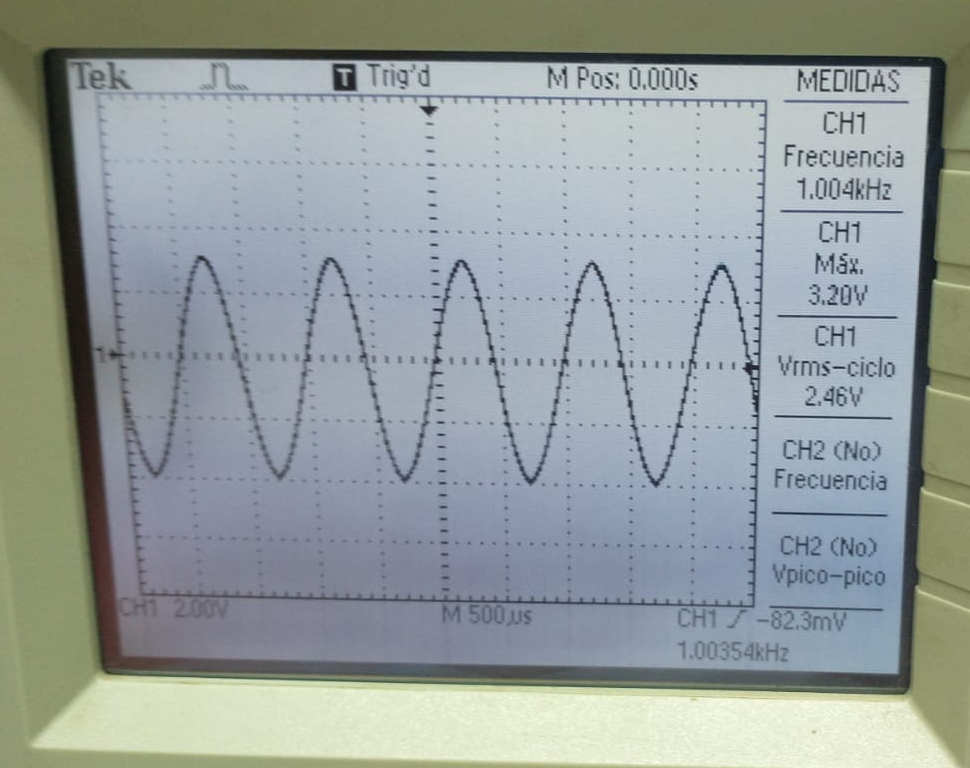 Tek T Trig'd M Pos: 0.000s MEDIDAS
CH1
Frecuencia
1.004kHz
CH1
Máx.
3.20V
CH1
Vrms-ciclo
2.46V
CH2 (No)
Frecuencia
CH2 (No)
Vpico-pico
1
CH1 2.00V M 500µs CH1 -82.3mV
1.00354kHz